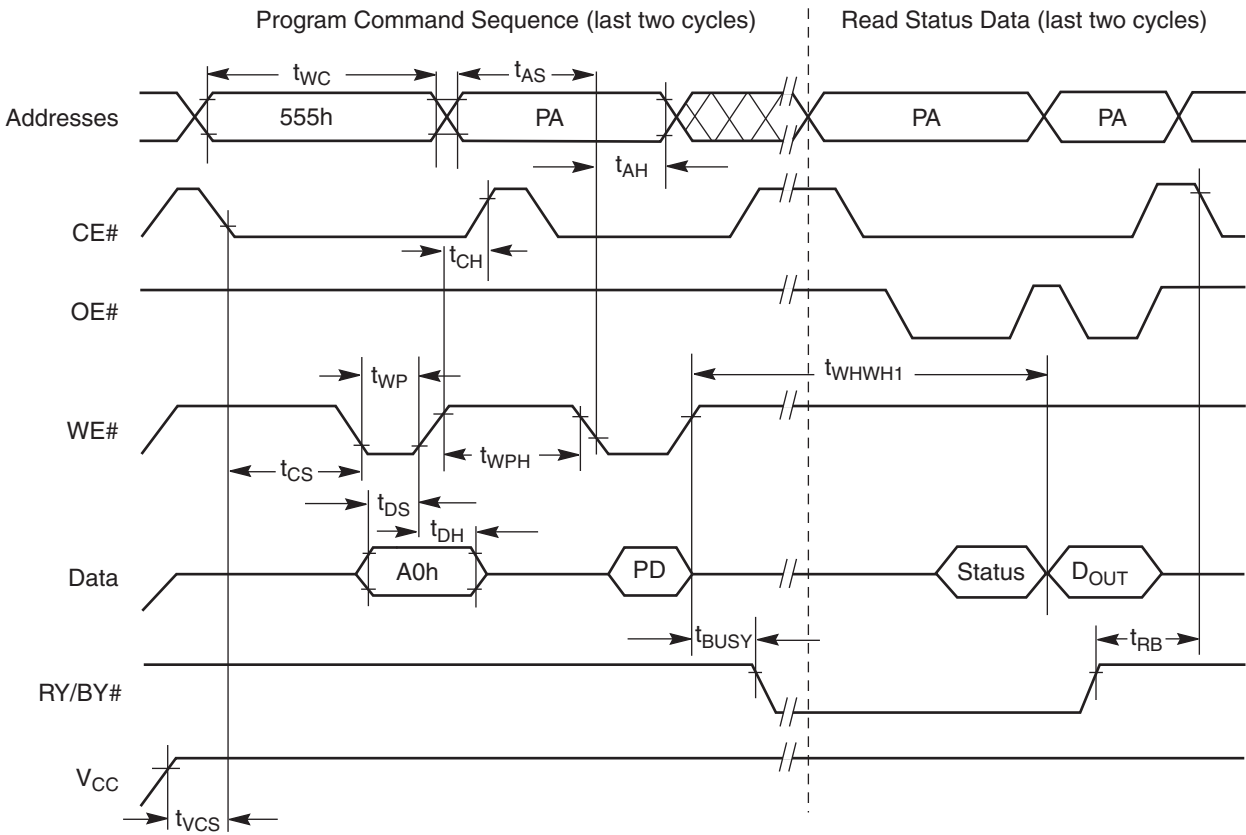 Program Command Sequence (last two cycles)
Read Status Data (last two cycles)
tWC
tAS
Addresses
555h
PA
PA
PA
tAH
CE#
tCH
OE#
tWP
tWHWH1
WE#
tCS
tWPH
tDS
tDH
Data
A0h
PD
Status
DOUT
tBUSY
tRB
RY/BY#
VCC
tVCS